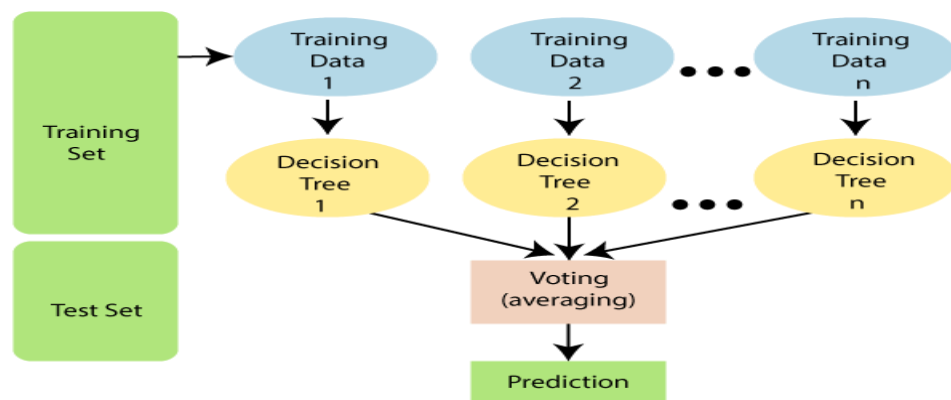 Training
Set
Test Set
Training
Data
1
Training
Data
2
Training
Data
n
Decision
Tree
1
Decision
Tree
2
Decision
Tree
n
Voting
(averaging)
Prediction